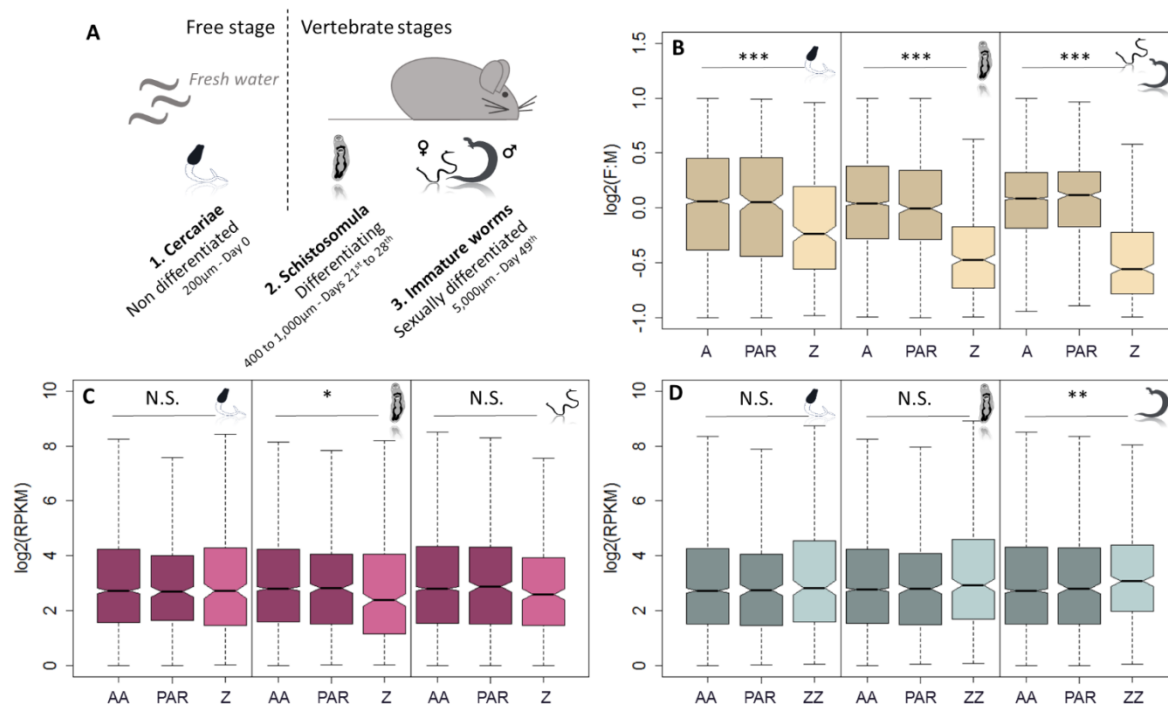 A
Free stage
Vertebrate stages
Fresh water
♀
♂
1. Cercariae
Non differentiated
200µm - Day 0
2. Schistosomula
Differentiating
400 to 1,000µm - Days 21st to 28th
3. Immature worms
Sexually differentiated
5,000µm - Day 49th
B
*** *** ***
log2(F:M)
1.5
1.0
0.5
0.0
-0.5
-1.0
A PAR Z A PAR Z A PAR Z
C
N.S. * N.S.
log2(RPKM)
10
8
6
4
2
0
AA PAR Z AA PAR Z AA PAR Z
D
N.S. N.S. **
log2(RPKM)
10
8
6
4
2
0
AA PAR ZZ AA PAR ZZ AA PAR ZZ